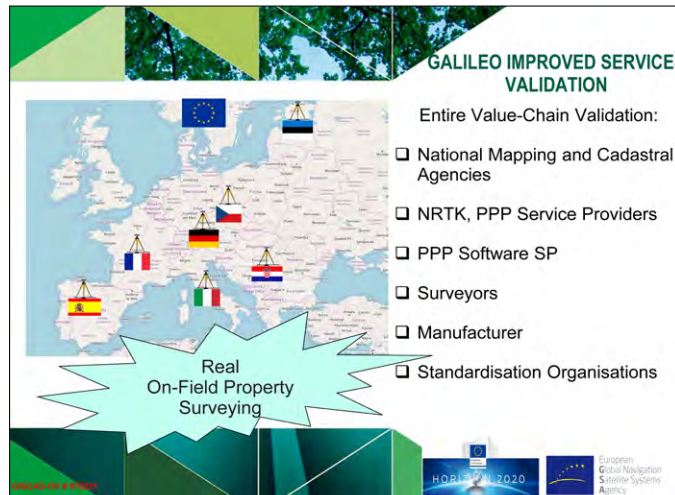 GALILEO IMPROVED SERVICE
VALIDATION
Entire Value-Chain Validation:
National Mapping and Cadastral
Agencies
NRTK, PPP Service Providers
PPP Software SP
Surveyors
Manufacturer
Standardisation Organisations
Real
On-Field Property
Surveying
HORIZON 2020
European
Global Navigation
Satellite Systems
Agency